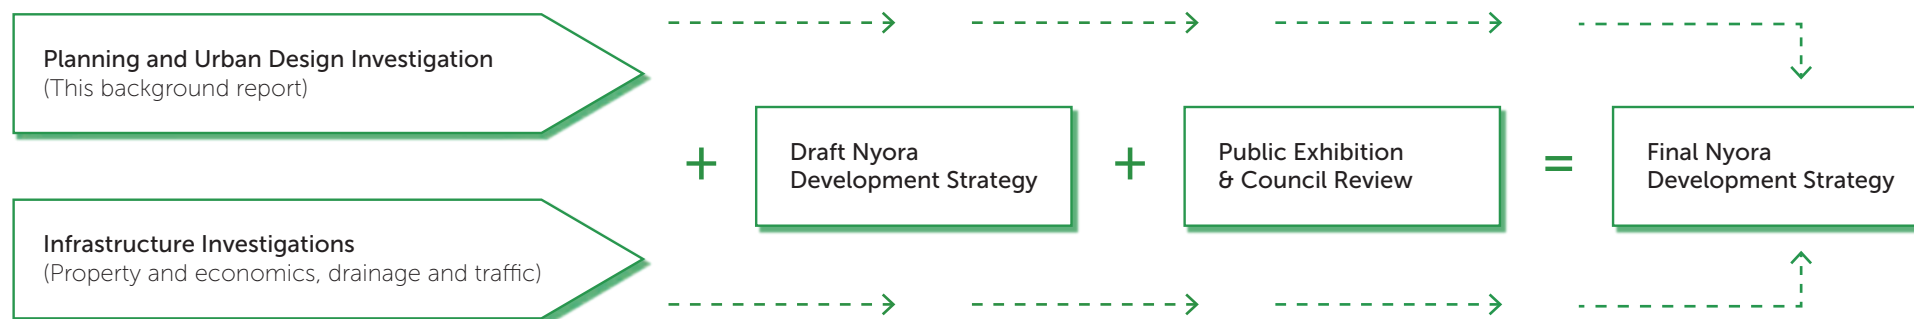 Planning and Urban Design Investigation
(This background report)
Infrastructure Investigations
(Property and economics, drainage and traffic)
+
Draft Nyora
Development Strategy
+
Public Exhibition
& Council Review
=
Final Nyora
Development Strategy